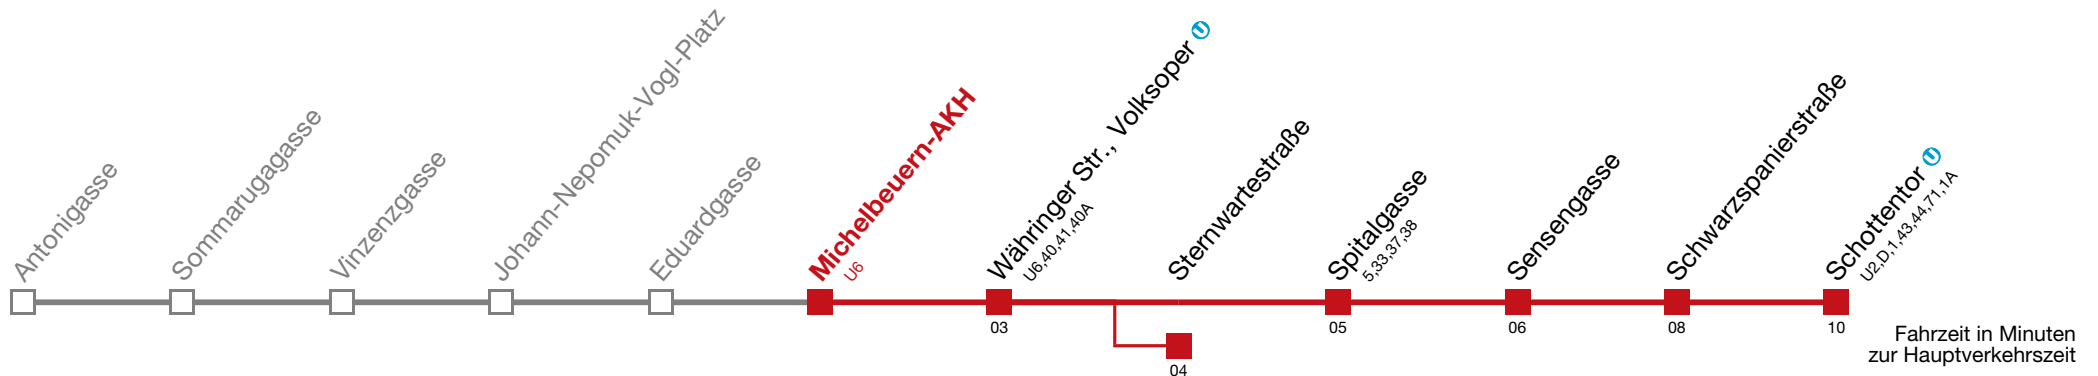 Antonigasse
Sommarugagasse
Vinzenzgasse
Johann-Nepomuk-Vogl-Platz
Eduardgasse
Michelbeuern-AKH
U6
Währinger Str., Volksoper U
U6,40,41,40A
Sternwartestraße
Spitalgasse
5,33,37,38
Sensengasse
Schwarzspanierstraße
Schottentor U
U2,D,1,43,44,71,1A
03
04
05
06
08
10
Fahrzeit in Minuten
zur Hauptverkehrszeit